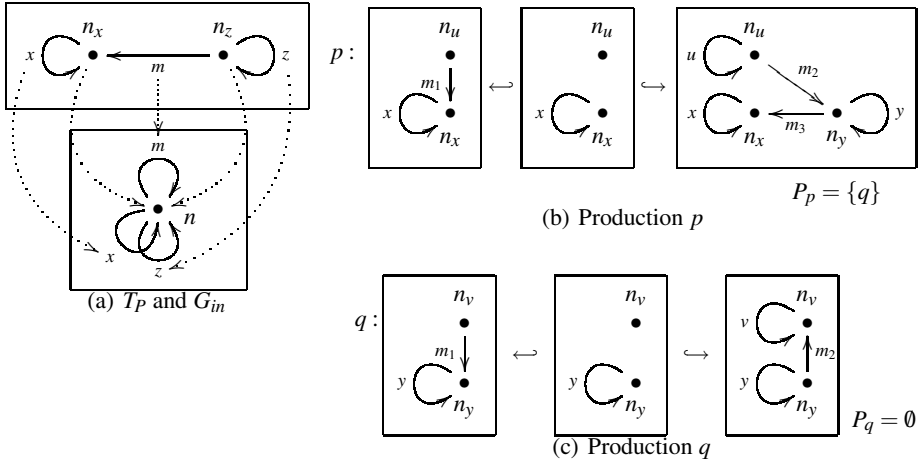 n_x n_z
x m z
m
n
x z
(a) T_P and G_in
p : n_u n_u n_u
m_1 u m_2
x x x m_3 y
n_x n_x n_x n_y
P_p = {q}
(b) Production p
q : n_v n_v n_v
m_1 v m_2
y y y
n_y n_y n_y
P_q = ∅
(c) Production q